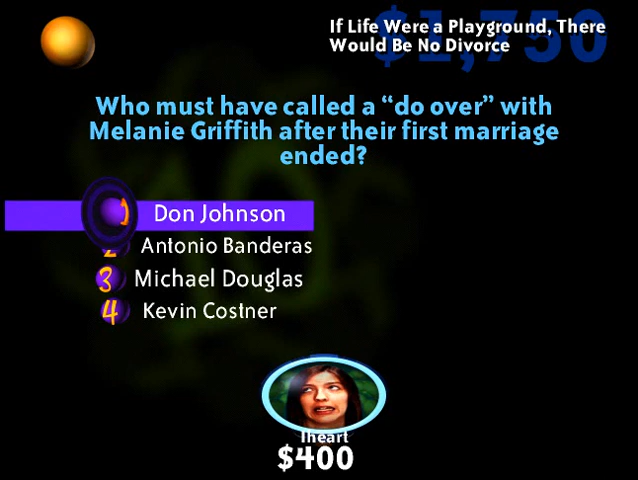 $1,750
If Life Were a Playground, There
Would Be No Divorce
Who must have called a “do over” with
Melanie Griffith after their first marriage
ended?
1 Don Johnson
2 Antonio Banderas
3 Michael Douglas
4 Kevin Costner
Iheart
$400